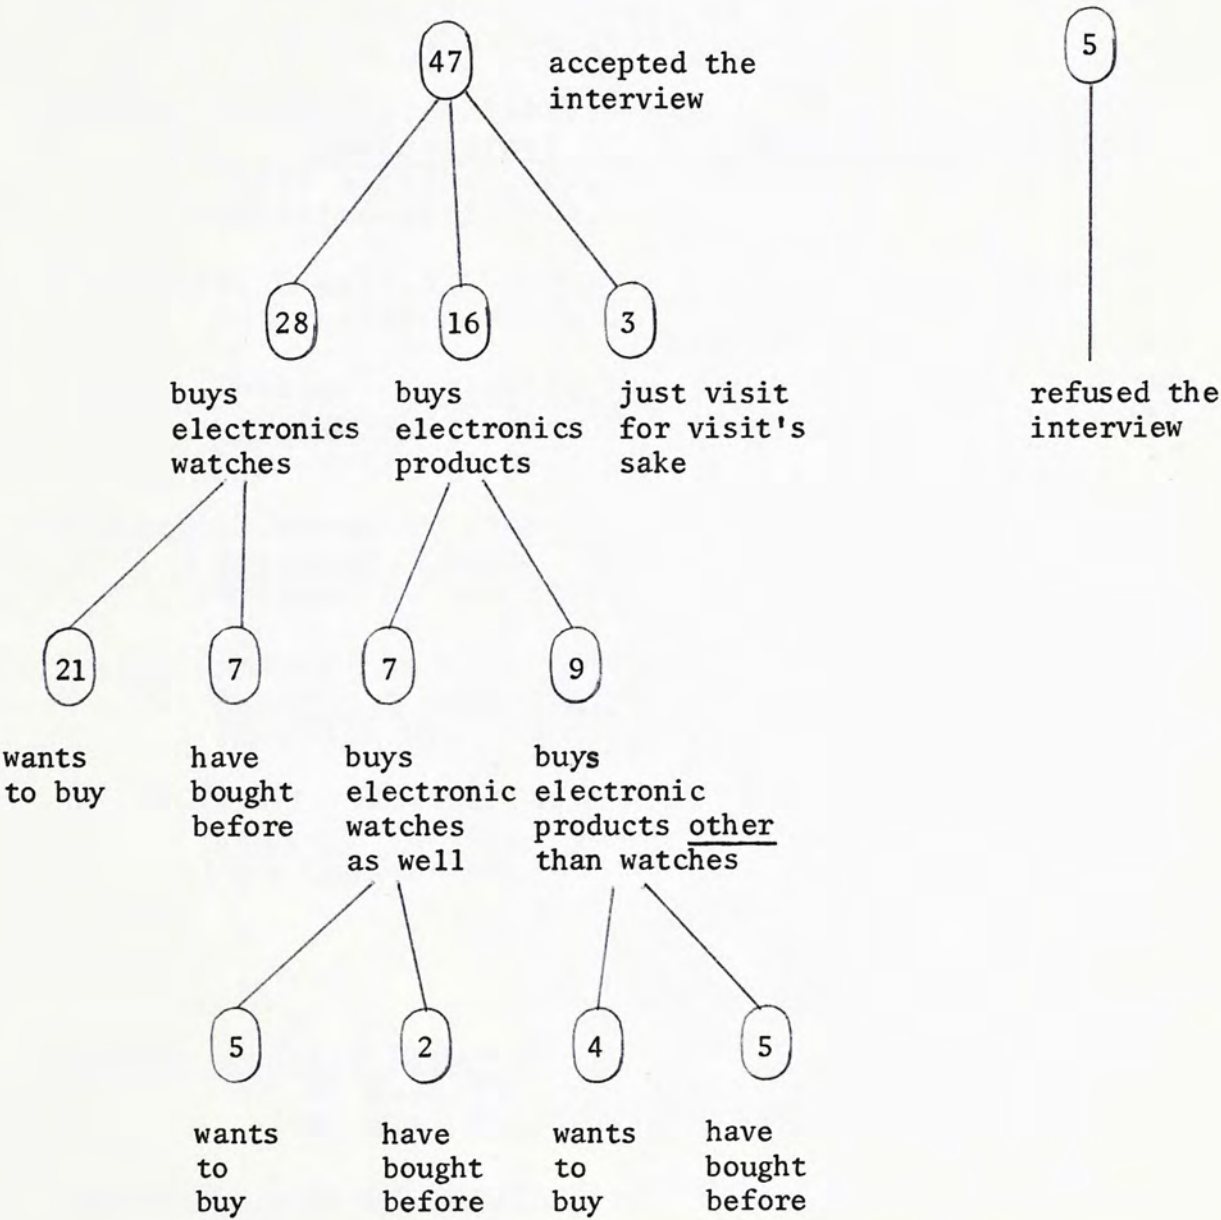 47
accepted the
interview
5
28
16
3
buys
electronics
watches
buys
electronics
products
just visit
for visit's
sake
refused the
interview
21
7
7
9
wants
to buy
have
bought
before
buys
electronic
watches
as well
buys
electronic
products other
than watches
5
2
4
5
wants
to
buy
have
bought
before
wants
to
buy
have
bought
before